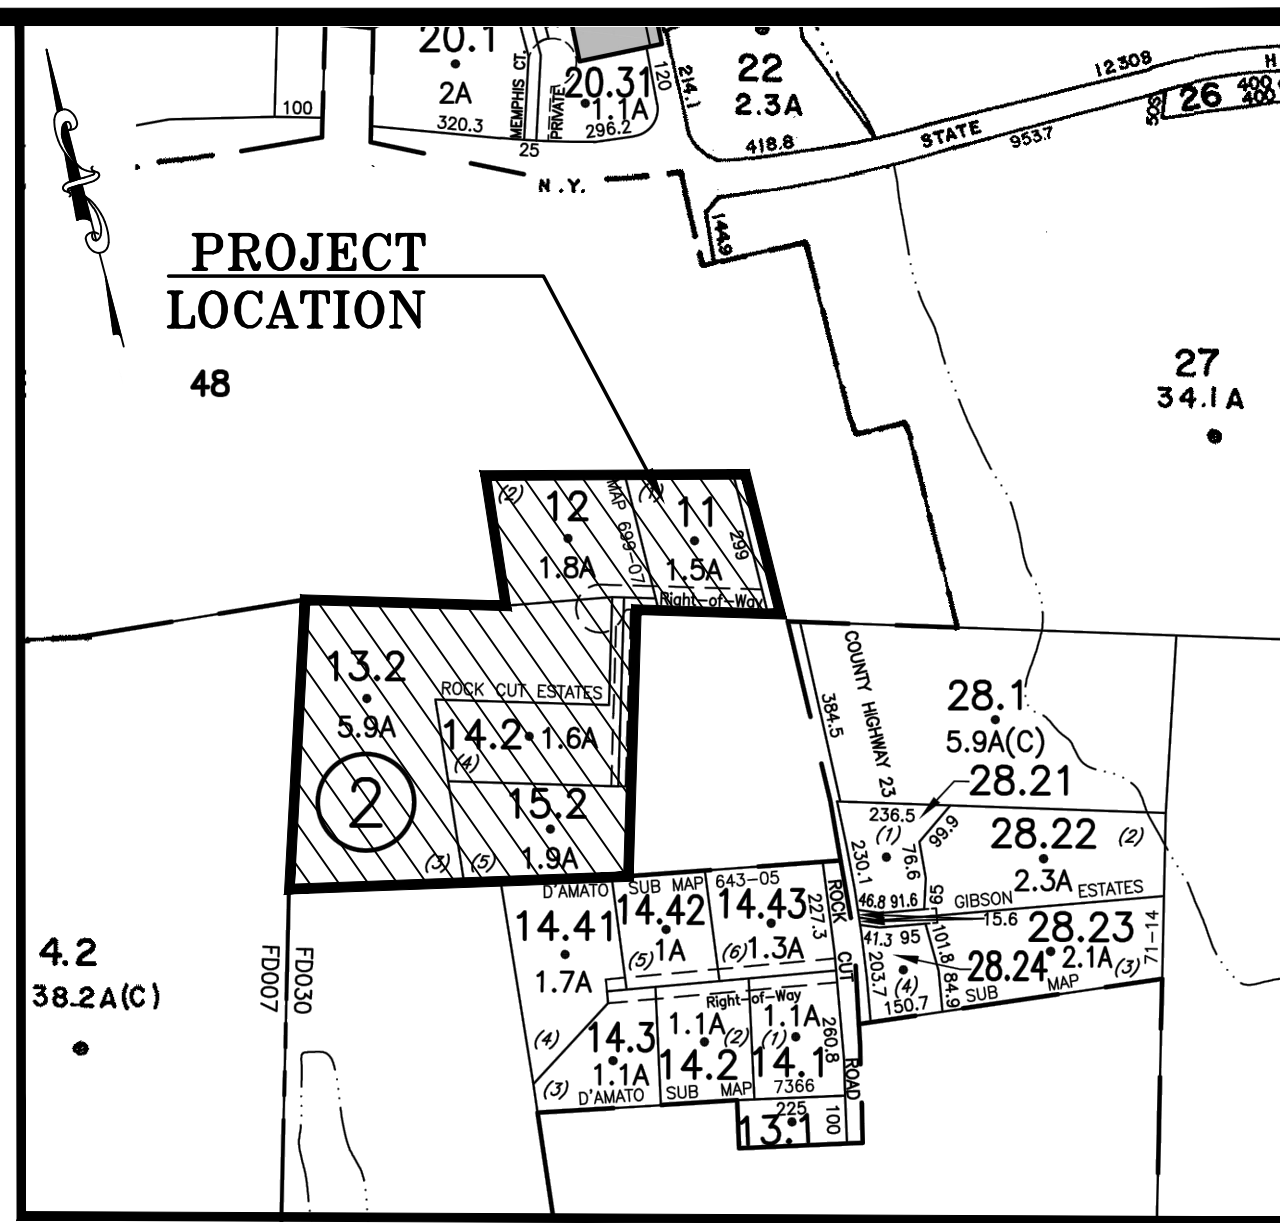 20.1
2A
320.3
100
MEMPHIS CT.
PRIVATE
20.31
1.1A
296.2
120
25
214.1
22
2.3A
418.8
N.Y.
STATE
953.7
12308
H
505
26
400
400
144.9
PROJECT
LOCATION
48
27
34.1A
(2)
12
1.8A
MAP 699-07
(1)
11
1.5A
299
Right-of-Way
13.2
5.9A
2
(3)
ROCK CUT ESTATES
14.2
1.6A
(4)
15.2
1.9A
(5)
384.5
COUNTY HIGHWAY 23
28.1
5.9A(C)
28.21
236.5
(1)
99.9
76.6
230.1
46.8 91.6
28.22
(2)
2.3A
GIBSON ESTATES
59
15.6
41.3 95
101.8
28.23
2.1A
(3)
71-14
203.7
(4)
150.7
28.24
84.9
SUB MAP
D'AMATO SUB MAP 643-05
14.41
1.7A
(4)
14.42
(5)
1A
14.43
(6)
1.3A
227.3
ROCK CUT ROAD
Right-of-Way
14.3
1.1A
(3)
1.1A
(2)
14.2
1.1A
(1)
14.1
260.8
D'AMATO SUB MAP 7366
225
13.1
100
4.2
38.2A(C)
FD007
FD030